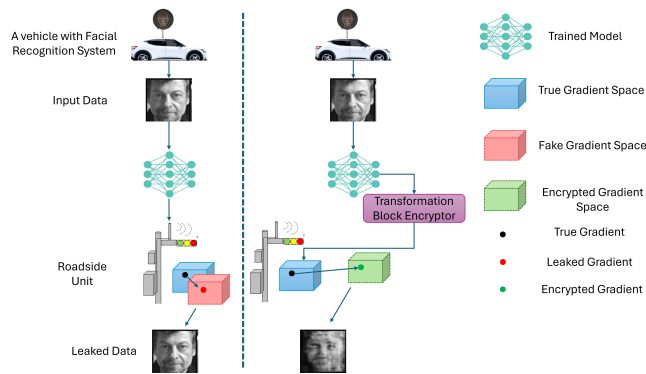 A vehicle with Facial
Recognition System
Input Data
Roadside
Unit
Leaked Data
Transformation
Block Encryptor
Trained Model
True Gradient Space
Fake Gradient Space
Encrypted Gradient
Space
True Gradient
Leaked Gradient
Encrypted Gradient